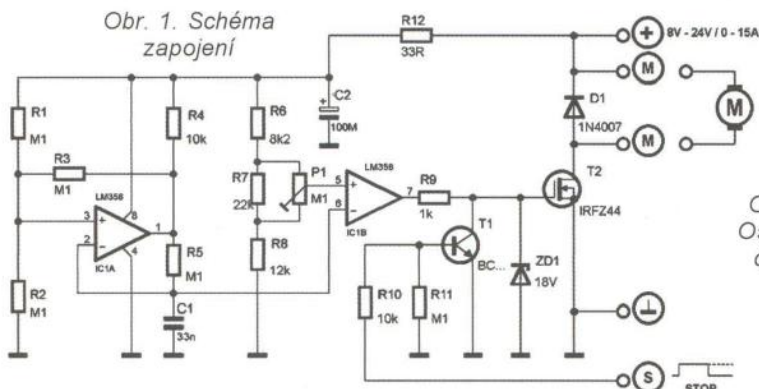 Obr. 1. Schéma
zapojení
R12
33R
8V - 24V / 0 - 15A
M
R1
M1
R4
10k
R6
8k2
C2
100M
D1
1N4007
M
M
R3
M1
R7
22k
P1
M1
LM358
5
6
7
R9
1k
T2
IRFZ44
LM358
3
2
8
4
1
IC1A
IC1B
R5
M1
R8
12k
T1
BC...
ZD1
18V
R2
M1
C1
33n
R10
10k
R11
M1
S
STOP